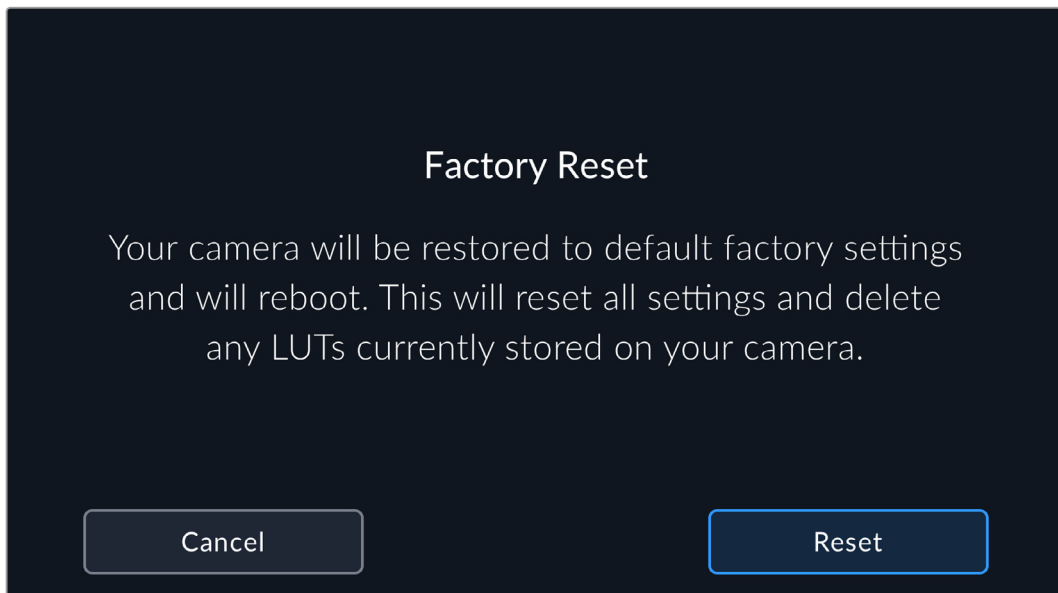 Factory Reset
Your camera will be restored to default factory settings
and will reboot. This will reset all settings and delete
any LUTs currently stored on your camera.
Cancel
Reset